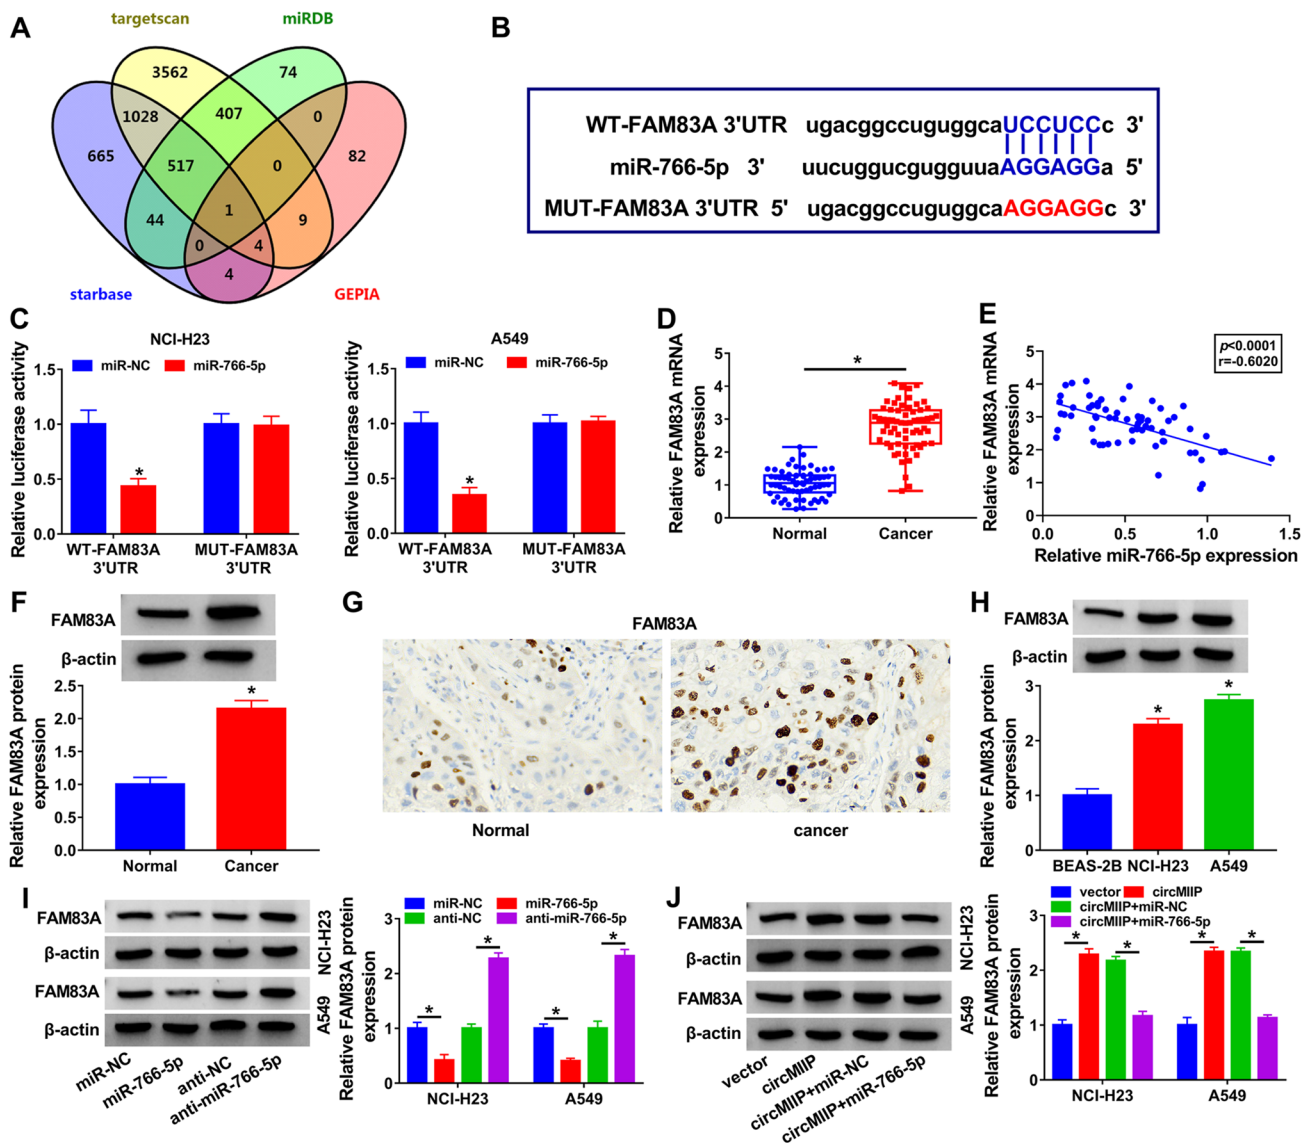 A
targetscan
miRDB
3562
74
1028
407
0
665
517
0
82
44
1
9
0
4
4
starbase
GEPIA
B
WT-FAM83A 3'UTR ugacggccuguggcaUCCUCCc 3'
miR-766-5p 3' uucuggucgugguuaAGGAGGa 5'
MUT-FAM83A 3'UTR 5' ugacggccuguggcaAGGAGGc 3'
C
NCI-H23
miR-NC miR-766-5p
Relative luciferase activity
1.5
1.0
0.5
0.0
*
WT-FAM83A 3'UTR
MUT-FAM83A 3'UTR
A549
miR-NC miR-766-5p
Relative luciferase activity
1.5
1.0
0.5
0.0
*
WT-FAM83A 3'UTR
MUT-FAM83A 3'UTR
D
Relative FAM83A mRNA
expression
5
4
3
2
1
0
*
Normal Cancer
E
Relative FAM83A mRNA
expression
5
4
3
2
1
0
p<0.0001
r=-0.6020
0.0 0.5 1.0 1.5
Relative miR-766-5p expression
F
FAM83A
β-actin
Relative FAM83A protein
expression
2.5
2.0
1.5
1.0
0.5
0.0
*
Normal Cancer
G
FAM83A
Normal cancer
H
FAM83A
β-actin
Relative FAM83A protein
expression
3
2
1
0
*
*
BEAS-2B NCI-H23 A549
I
FAM83A
β-actin
NCI-H23
FAM83A
β-actin
A549
miR-NC
miR-766-5p
anti-NC
anti-miR-766-5p
miR-NC miR-766-5p
anti-NC anti-miR-766-5p
Relative FAM83A protein
expression
3
2
1
0
* * * *
NCI-H23 A549
J
FAM83A
β-actin
NCI-H23
FAM83A
β-actin
A549
vector
circMIIP
circMIIP+miR-NC
circMIIP+miR-766-5p
vector circMIIP
circMIIP+miR-NC
circMIIP+miR-766-5p
Relative FAM83A protein
expression
3
2
1
0
* * * *
NCI-H23 A549